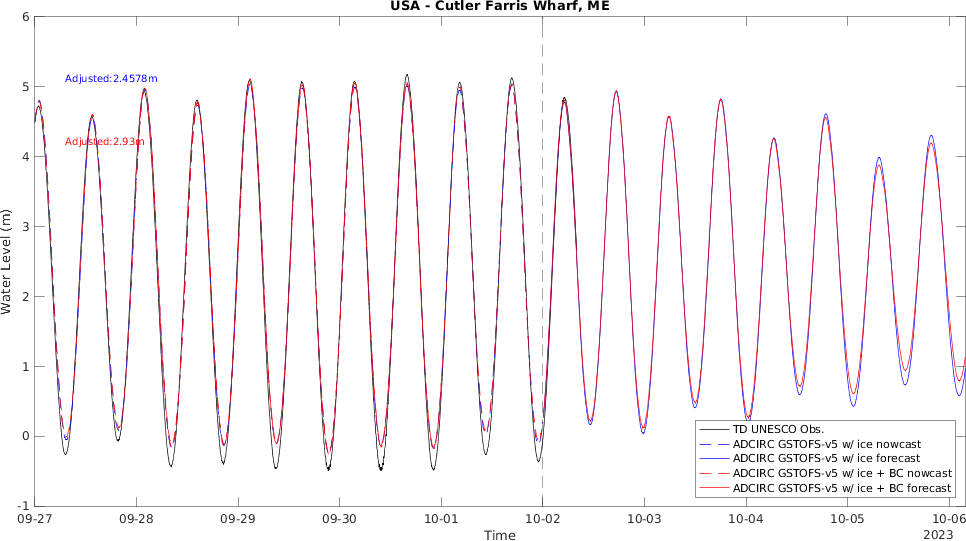 USA - Cutler Farris Wharf, ME
6
5
4
3
2
1
0
-1
Water Level (m)
Adjusted:2.4578m
Adjusted:2.93m
TD UNESCO Obs.
ADCIRC GSTOFS-v5 w/ ice nowcast
ADCIRC GSTOFS-v5 w/ ice forecast
ADCIRC GSTOFS-v5 w/ ice + BC nowcast
ADCIRC GSTOFS-v5 w/ ice + BC forecast
09-27 09-28 09-29 09-30 10-01 10-02 10-03 10-04 10-05 10-06
Time
2023